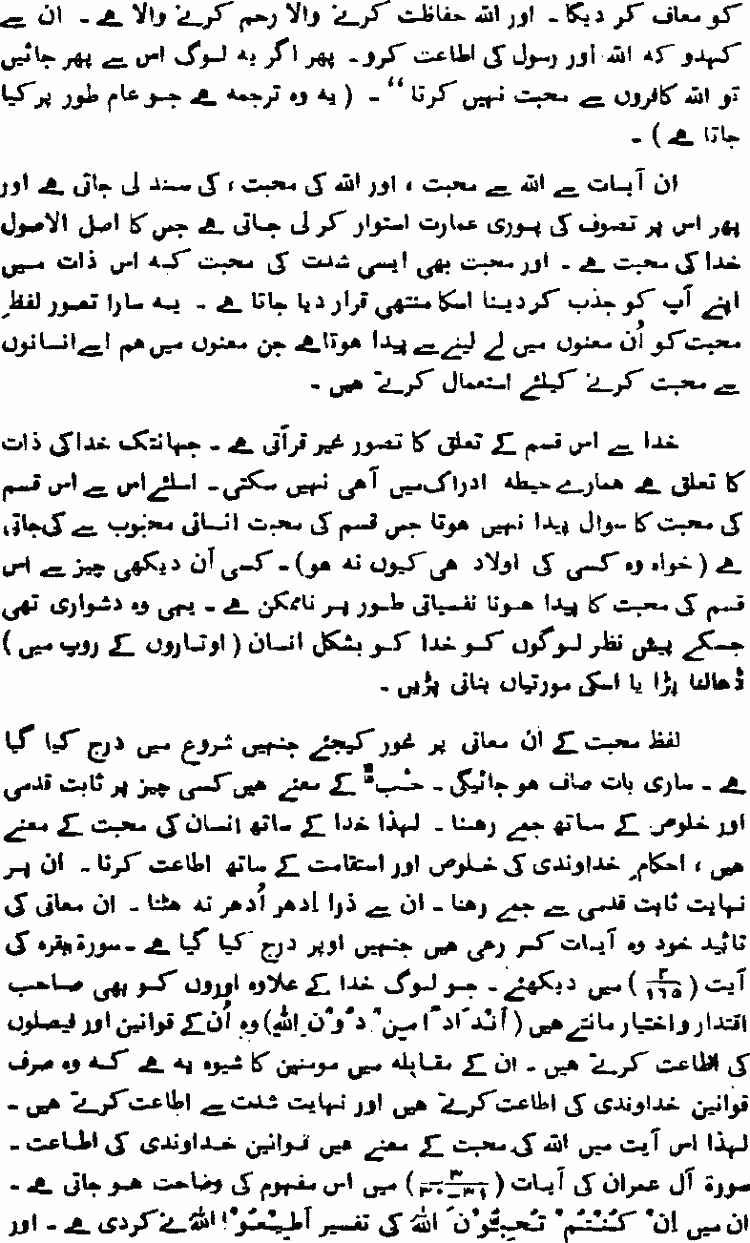 کو معاف کر دیگا۔ اور اللہ حفاظت کرنے والا رحم کرنے والا ہے۔ ان سے
کہدو کہ اللہ اور رسول کی اطاعت کرو۔ پھر اگر یہ لوگ اس سے پھر جائیں
تو اللہ کافروں سے محبت نہیں کرتا ‘‘۔ ( یہ وہ ترجمہ ہے جو عام طور پر کیا
جاتا ہے )۔
ان آیات سے اللہ سے محبت ، اور اللہ کی محبت ، کی سند لی جاتی ہے اور
پھر اس پر تصوف کی پوری عمارت استوار کر لی جاتی ہے جس کا اصل الاصول
خدا کی محبت ہے۔ اور محبت بھی ایسی شدت کی محبت کہ اس ذات میں
اپنے آپ کو جذب کر دینا اسکا منتھی قرار دیا جاتا ہے۔ یہ سارا تصور لفظِ
محبت کو اُن معنوں میں لے لینے سے پیدا ہوتا ہے جن معنوں میں ہم اسے انسانوں
سے محبت کرنے کیلئے استعمال کرتے ہیں۔
خدا سے اس قسم کے تعلق کا تصور غیر قرآنی ہے۔ جہانتک خدا کی ذات
کا تعلق ہے ہمارے حیطہ ادراک میں آ ہی نہیں سکتی۔ اسلئے اس سے اس قسم
کی محبت کا سوال پیدا نہیں ہوتا جس قسم کی محبت انسانی محبوب سے کی جاتی
ہے ( خواہ وہ کسی کی اولاد ہی کیوں نہ ہو )۔ کسی اَن دیکھی چیز سے اس
قسم کی محبت کا پیدا ہونا نفسیاتی طور پر ناممکن ہے۔ یہی وہ دشواری تھی
جسکے پیش نظر لوگوں کو خدا کو بشکل انسان ( اوتاروں کے روپ میں )
ڈھالنا پڑا یا اسکی مورتیاں بنانی پڑیں۔
لفظ محبت کے ان معانی پر غور کیجئے جنہیں شروع میں درج کیا گیا
ہے۔ ساری بات صاف ہو جائیگی۔ حُب کے معنے ہیں کسی چیز پر ثابت قدمی
اور خلوص کے ساتھ جمے رہنا۔ لہذا خدا کے ساتھ انسان کی محبت کے معنے
ہیں ، احکامِ خداوندی کی خلوص اور استقامت کے ساتھ اطاعت کرنا۔ ان پر
نہایت ثابت قدمی سے جمے رہنا۔ ان سے ذرا اِدھر اُدھر نہ ہٹنا۔ ان معانی کی
تائید خود وہ آیات کر رہی ہیں جنہیں اوپر درج کیا گیا ہے۔ سورۃ بقرہ کی
آیت ( ۲/۱۶۵ ) میں دیکھئے۔ جو لوگ خدا کے علاوہ اوروں کو بھی صاحب
اقتدار و اختیار مانتے ہیں ( اَنْدَاداً مِنْ دُوْنِ اللّٰہِ ) وہ اُن کے قوانین اور فیصلوں
کی اطاعت کرتے ہیں۔ ان کے مقابلہ میں مومنین کا شیوہ یہ ہے کہ وہ صرف
قوانین خداوندی کی اطاعت کرتے ہیں اور نہایت شدت سے اطاعت کرتے ہیں۔
لہذا اس آیت میں اللہ کی محبت کے معنے ہیں قوانین خداوندی کی اطاعت۔
سورۃ آل عمران کی آیات ( ۳/۳۰-۳۱ ) میں اس مفہوم کی وضاحت ہو جاتی ہے۔
ان میں اِنْ کُنْتُمْ تُحِبُّوْنَ اللّٰہَ کی تفسیر اَطِیْعُوْا اللّٰہَ نے کر دی ہے۔ اور